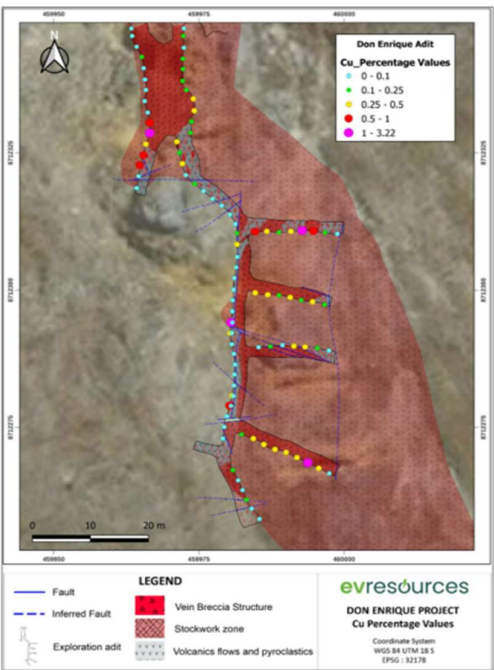 459950 459975 460000
N
Don Enrique Adit
Cu_Percentage Values
0 - 0.1
0.1 - 0.25
0.25 - 0.5
0.5 - 1
1 - 3.22
8712325 8712325
8712300 8712300
8712275 8712275
0 10 20 m
459950 459975 460000
LEGEND
Fault
Inferred Fault
Exploration adit
Vein Breccia Structure
Stockwork zone
Volcanics flows and pyroclastics
evresources
DON ENRIQUE PROJECT
Cu Percentage Values
Coordinate System
WGS 84 UTM 18 S
EPSG : 32178